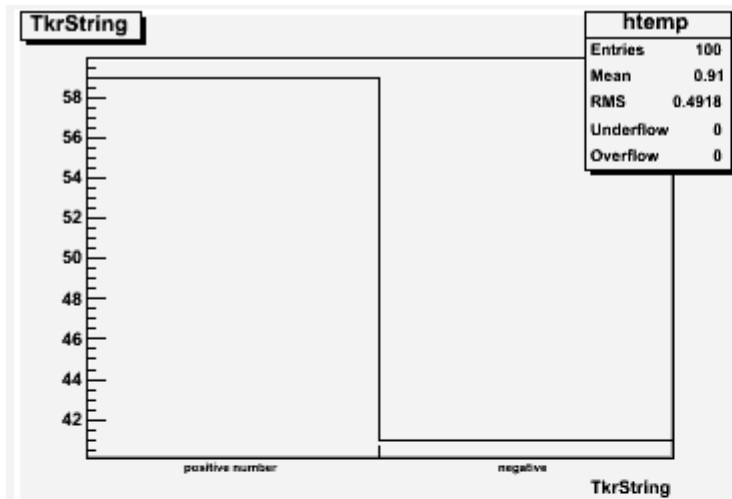 TkrString
htemp
Entries 100
Mean 0.91
RMS 0.4918
Underflow 0
Overflow 0
58
56
54
52
50
48
46
44
42
positive number negative
TkrString